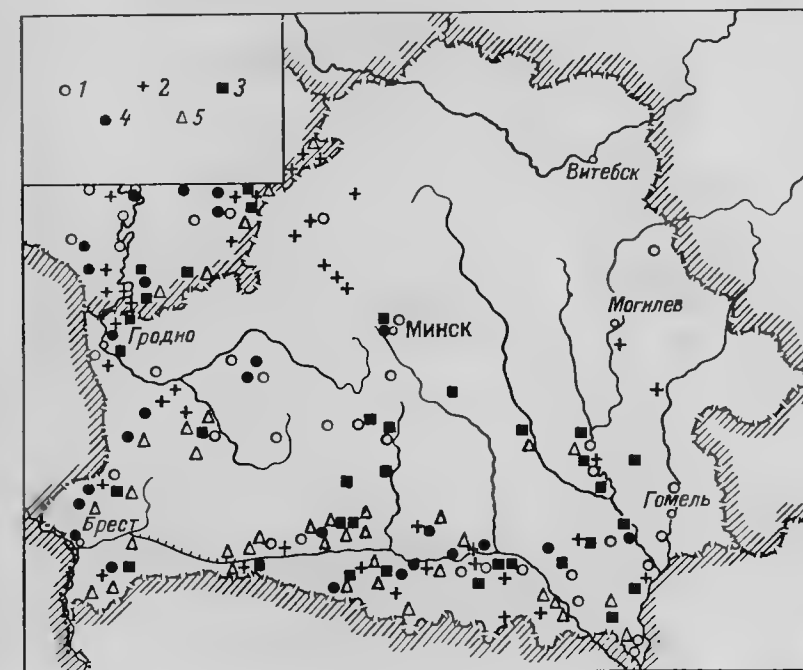 1 2 3
4 5
Витебск
Могилев
Минск
Гродно
Гомель
Брест